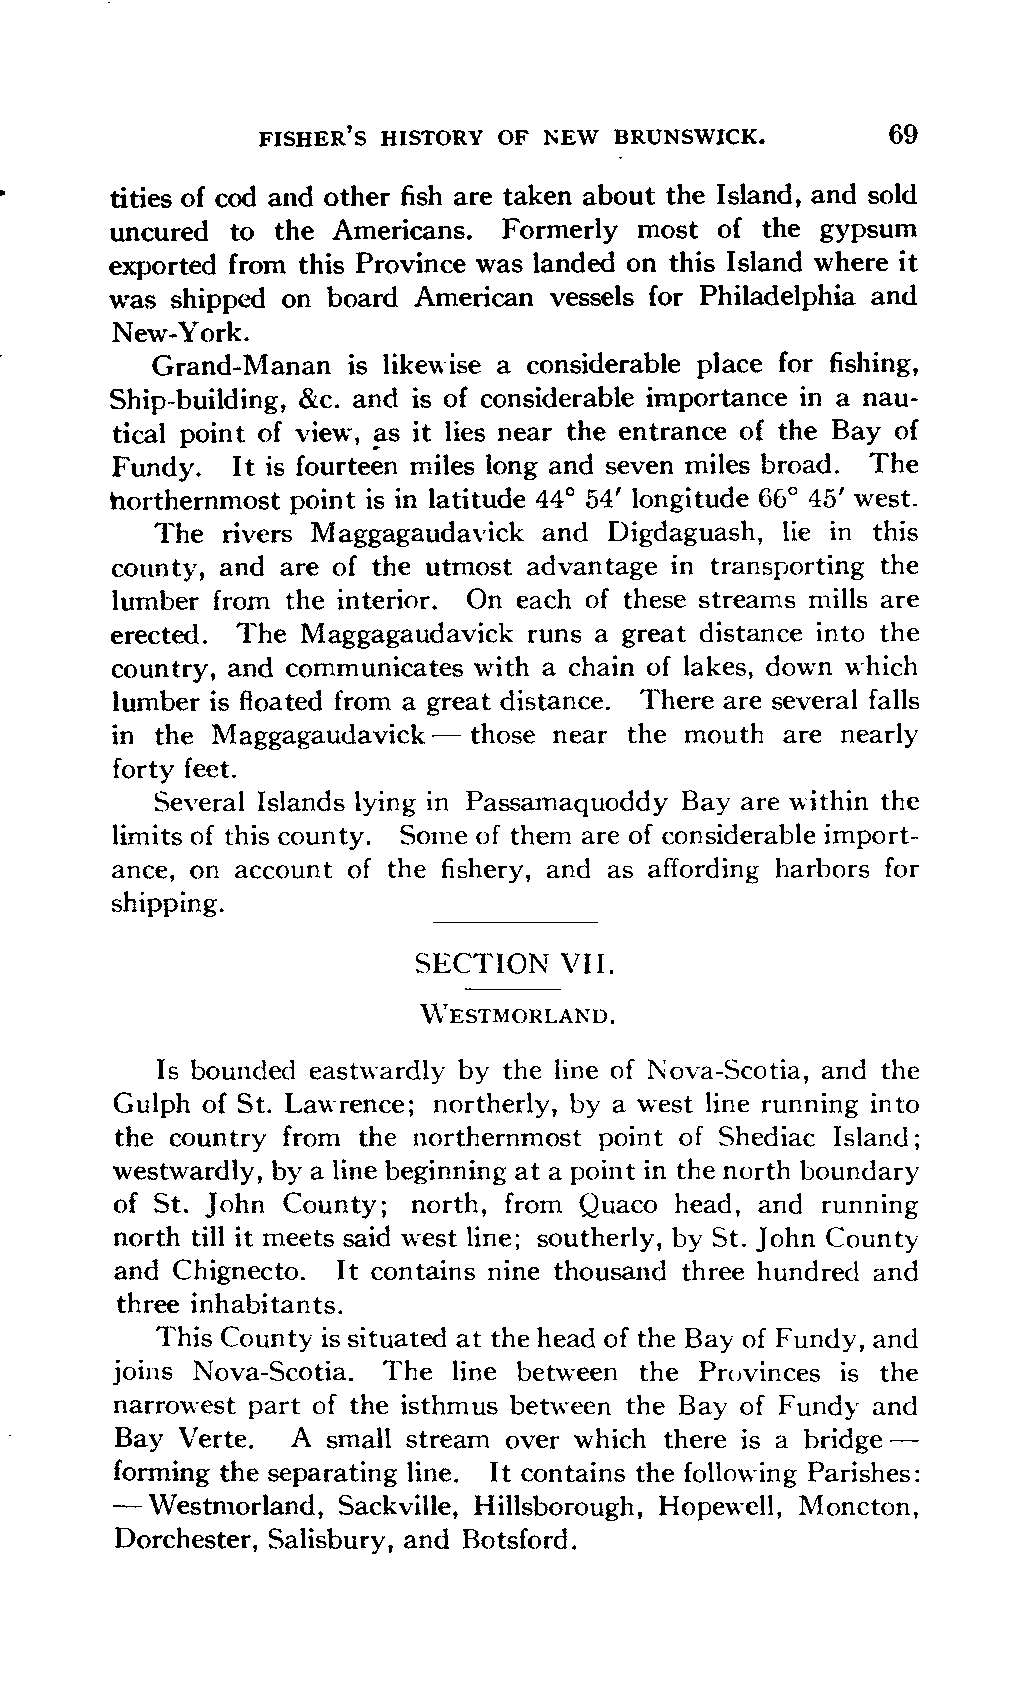 FISHER'S HISTORY OF NEW BRUNSWICK. 69
tities of cod and other fish are taken about the Island, and sold
uncured to the Americans. Formerly most of the gypsum
exported from this Province was landed on this Island where it
was shipped on board American vessels for Philadelphia and
New-York.
Grand-Manan is likewise a considerable place for fishing,
Ship-building, &c. and is of considerable importance in a nau-
tical point of view, as it lies near the entrance of the Bay of
Fundy. It is fourteen miles long and seven miles broad. The
northernmost point is in latitude 44° 54′ longitude 66° 45′ west.
The rivers Maggagaudavick and Digdaguash, lie in this
county, and are of the utmost advantage in transporting the
lumber from the interior. On each of these streams mills are
erected. The Maggagaudavick runs a great distance into the
country, and communicates with a chain of lakes, down which
lumber is floated from a great distance. There are several falls
in the Maggagaudavick — those near the mouth are nearly
forty feet.
Several Islands lying in Passamaquoddy Bay are within the
limits of this county. Some of them are of considerable import-
ance, on account of the fishery, and as affording harbors for
shipping.
SECTION VII.
WESTMORLAND.
Is bounded eastwardly by the line of Nova-Scotia, and the
Gulph of St. Lawrence; northerly, by a west line running into
the country from the northernmost point of Shediac Island;
westwardly, by a line beginning at a point in the north boundary
of St. John County; north, from Quaco head, and running
north till it meets said west line; southerly, by St. John County
and Chignecto. It contains nine thousand three hundred and
three inhabitants.
This County is situated at the head of the Bay of Fundy, and
joins Nova-Scotia. The line between the Provinces is the
narrowest part of the isthmus between the Bay of Fundy and
Bay Verte. A small stream over which there is a bridge —
forming the separating line. It contains the following Parishes:
— Westmorland, Sackville, Hillsborough, Hopewell, Moncton,
Dorchester, Salisbury, and Botsford.